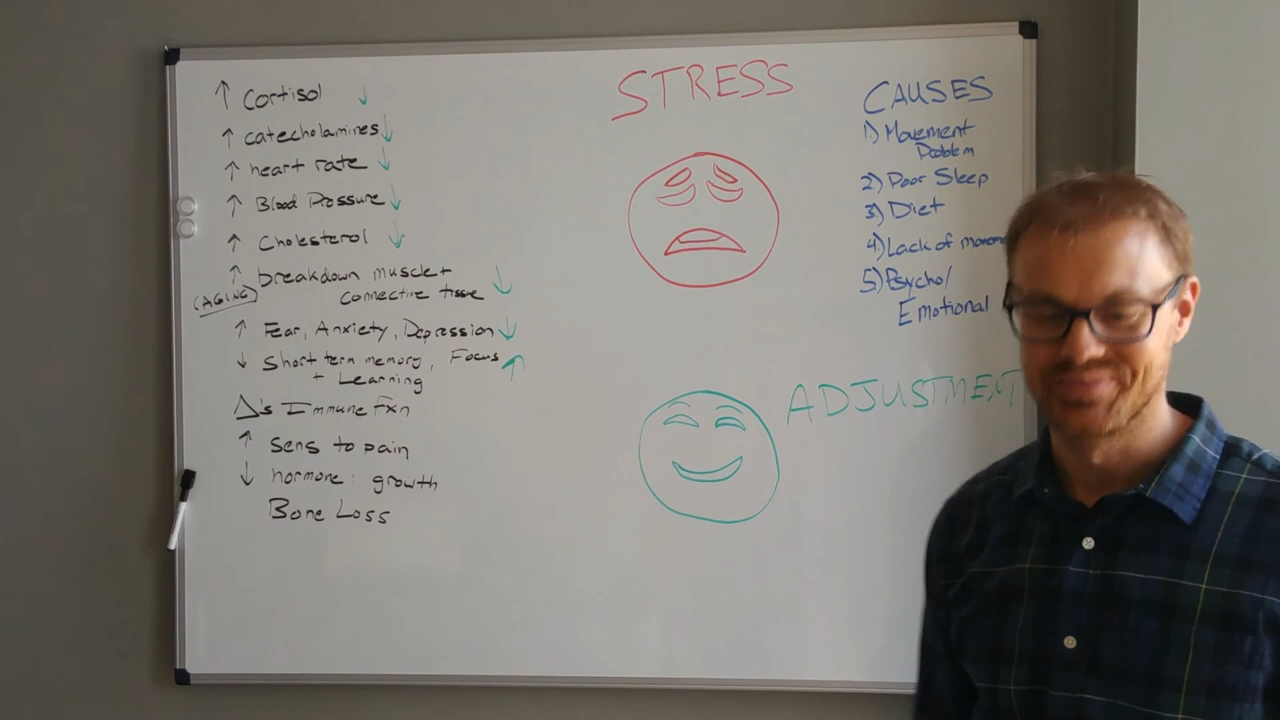 ↑ Cortisol ↓
↑ catecholamines ↓
↑ heart rate ↓
↑ Blood Pressure ↓
↑ Cholesterol ↓
↑ breakdown muscle +
(AGING) connective tissue ↓
↑ Fear, Anxiety, Depression ↓
↓ Short term memory, Focus ↑
+ Learning
Δ's Immune Fxn
↑ Sens to pain
↓ hormone: growth
Bone Loss
STRESS
ADJUSTMENT
CAUSES
1) Movement
Problem
2) Poor Sleep
3) Diet
4) Lack of
5) Psycho/
Emotional